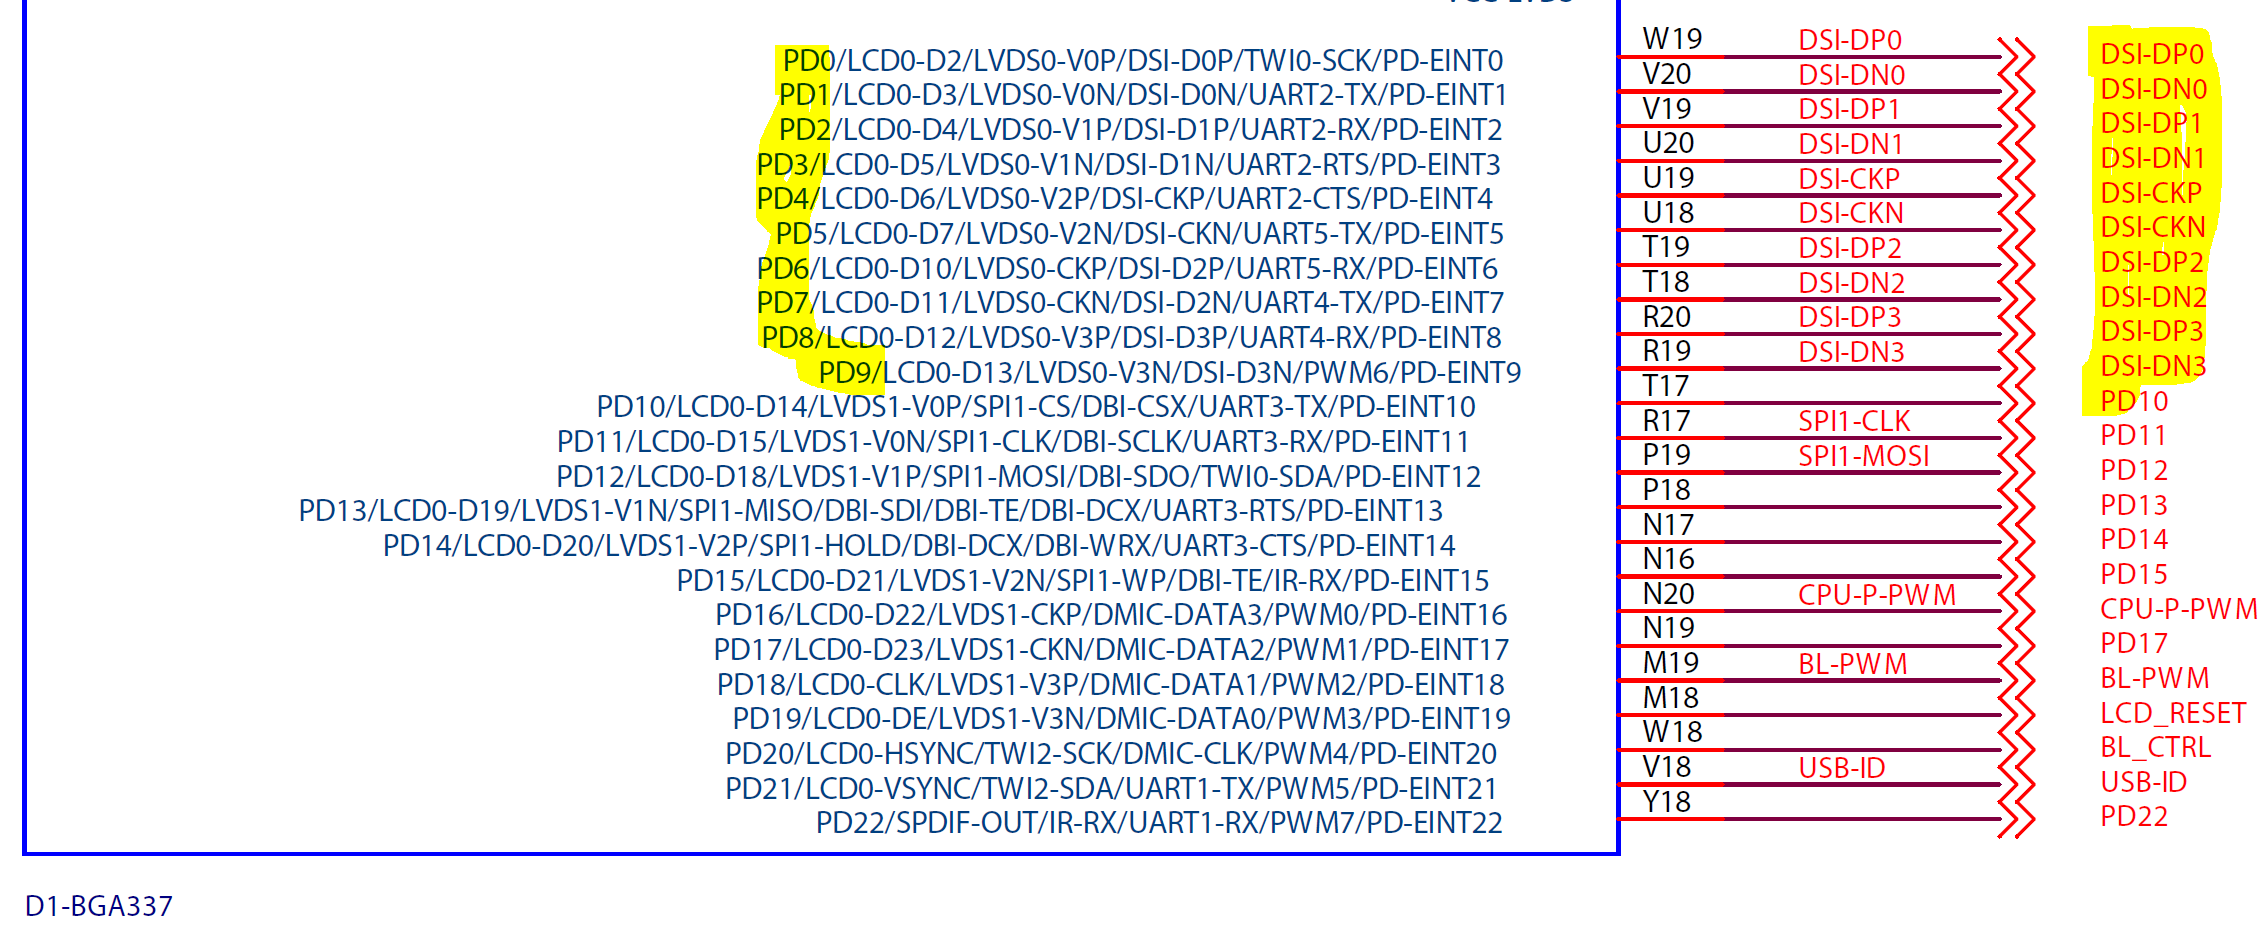 PD0/LCD0-D2/LVDS0-V0P/DSI-D0P/TWI0-SCK/PD-EINT0 W19 DSI-DP0 DSI-DP0
PD1/LCD0-D3/LVDS0-V0N/DSI-D0N/UART2-TX/PD-EINT1 V20 DSI-DN0 DSI-DN0
PD2/LCD0-D4/LVDS0-V1P/DSI-D1P/UART2-RX/PD-EINT2 V19 DSI-DP1 DSI-DP1
PD3/LCD0-D5/LVDS0-V1N/DSI-D1N/UART2-RTS/PD-EINT3 U20 DSI-DN1 DSI-DN1
PD4/LCD0-D6/LVDS0-V2P/DSI-CKP/UART2-CTS/PD-EINT4 U19 DSI-CKP DSI-CKP
PD5/LCD0-D7/LVDS0-V2N/DSI-CKN/UART5-TX/PD-EINT5 U18 DSI-CKN DSI-CKN
PD6/LCD0-D10/LVDS0-CKP/DSI-D2P/UART5-RX/PD-EINT6 T19 DSI-DP2 DSI-DP2
PD7/LCD0-D11/LVDS0-CKN/DSI-D2N/UART4-TX/PD-EINT7 T18 DSI-DN2 DSI-DN2
PD8/LCD0-D12/LVDS0-V3P/DSI-D3P/UART4-RX/PD-EINT8 R20 DSI-DP3 DSI-DP3
PD9/LCD0-D13/LVDS0-V3N/DSI-D3N/PWM6/PD-EINT9 R19 DSI-DN3 DSI-DN3
PD10/LCD0-D14/LVDS1-V0P/SPI1-CS/DBI-CSX/UART3-TX/PD-EINT10 T17 PD10
PD11/LCD0-D15/LVDS1-V0N/SPI1-CLK/DBI-SCLK/UART3-RX/PD-EINT11 R17 SPI1-CLK PD11
PD12/LCD0-D18/LVDS1-V1P/SPI1-MOSI/DBI-SDO/TWI0-SDA/PD-EINT12 P19 SPI1-MOSI PD12
PD13/LCD0-D19/LVDS1-V1N/SPI1-MISO/DBI-SDI/DBI-TE/DBI-DCX/UART3-RTS/PD-EINT13 P18 PD13
PD14/LCD0-D20/LVDS1-V2P/SPI1-HOLD/DBI-DCX/DBI-WRX/UART3-CTS/PD-EINT14 N17 PD14
PD15/LCD0-D21/LVDS1-V2N/SPI1-WP/DBI-TE/IR-RX/PD-EINT15 N16 PD15
PD16/LCD0-D22/LVDS1-CKP/DMIC-DATA3/PWM0/PD-EINT16 N20 CPU-P-PWM CPU-P-PWM
PD17/LCD0-D23/LVDS1-CKN/DMIC-DATA2/PWM1/PD-EINT17 N19 PD17
PD18/LCD0-CLK/LVDS1-V3P/DMIC-DATA1/PWM2/PD-EINT18 M19 BL-PWM BL-PWM
PD19/LCD0-DE/LVDS1-V3N/DMIC-DATA0/PWM3/PD-EINT19 M18 LCD_RESET
PD20/LCD0-HSYNC/TWI2-SCK/DMIC-CLK/PWM4/PD-EINT20 W18 BL_CTRL
PD21/LCD0-VSYNC/TWI2-SDA/UART1-TX/PWM5/PD-EINT21 V18 USB-ID USB-ID
PD22/SPDIF-OUT/IR-RX/UART1-RX/PWM7/PD-EINT22 Y18 PD22
D1-BGA337